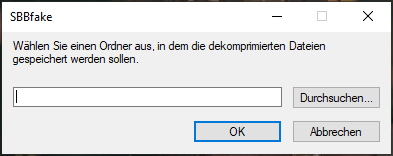 SBBfake
Wählen Sie einen Ordner aus, in dem die dekomprimierten Dateien
gespeichert werden sollen.
Durchsuchen...
OK
Abbrechen